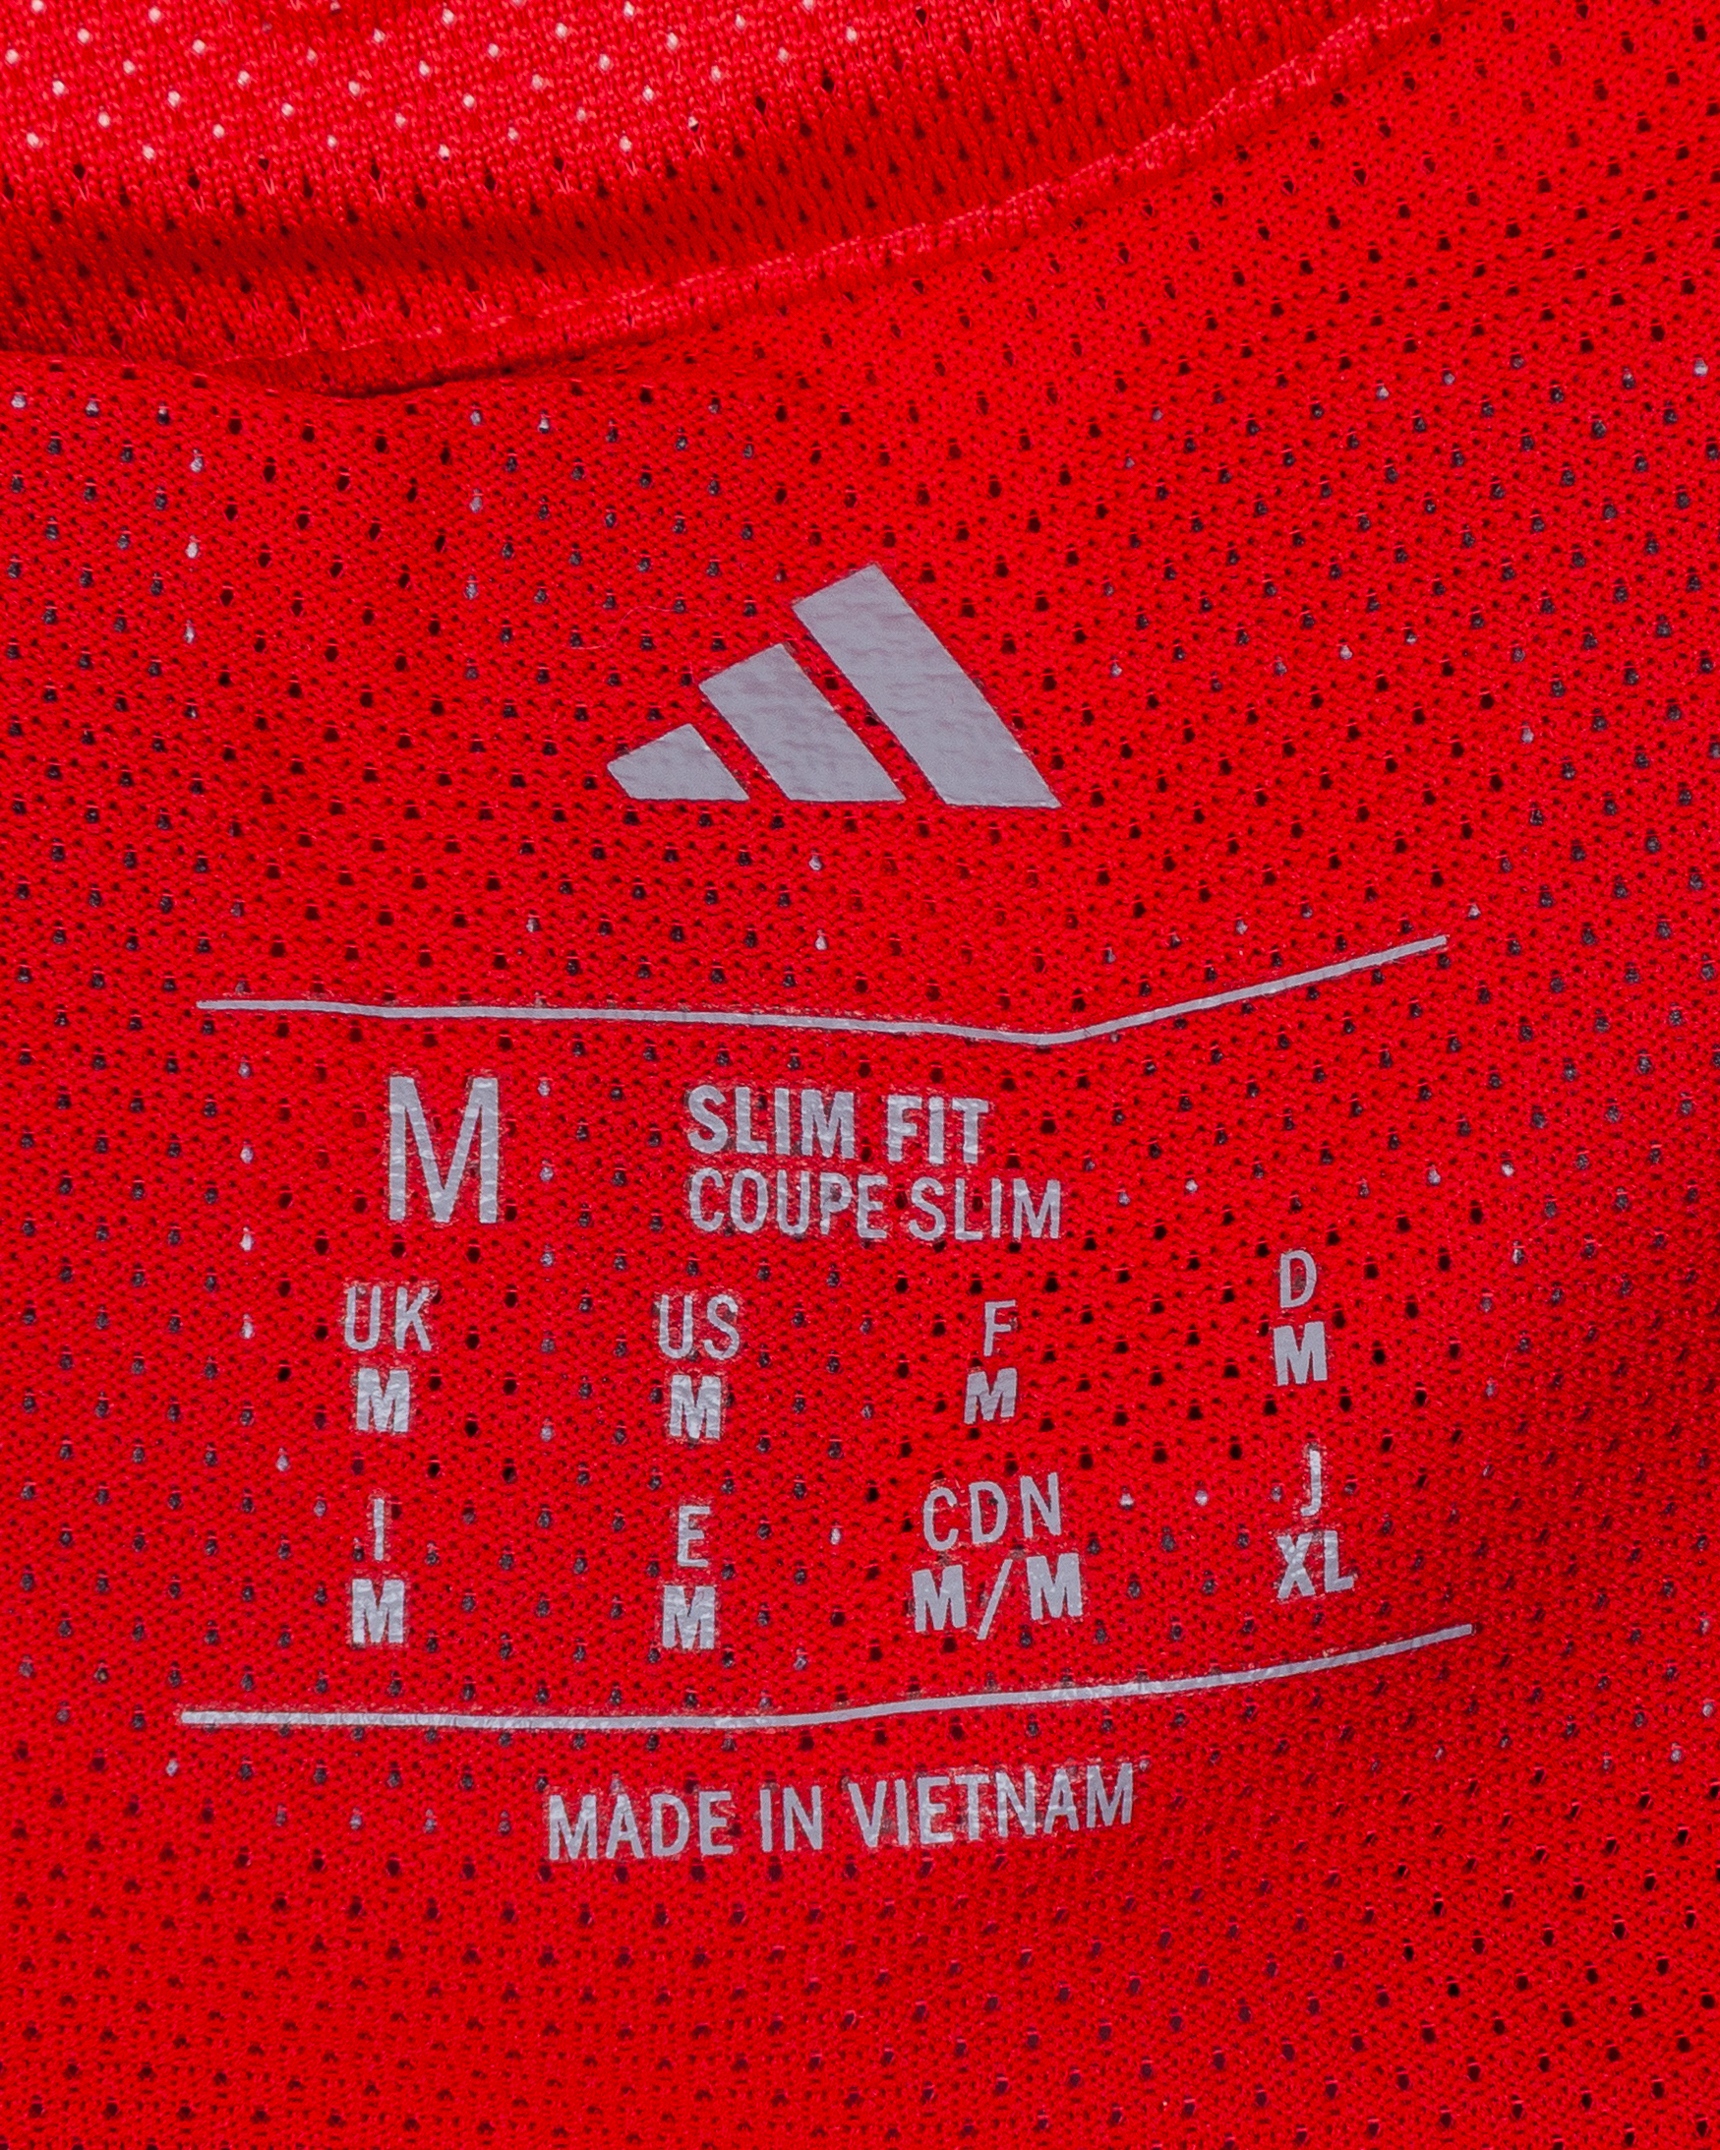 M
SLIM FIT
COUPE SLIM
UK US F D
M M M M
I E CDN J
M M M/M XL
MADE IN VIETNAM